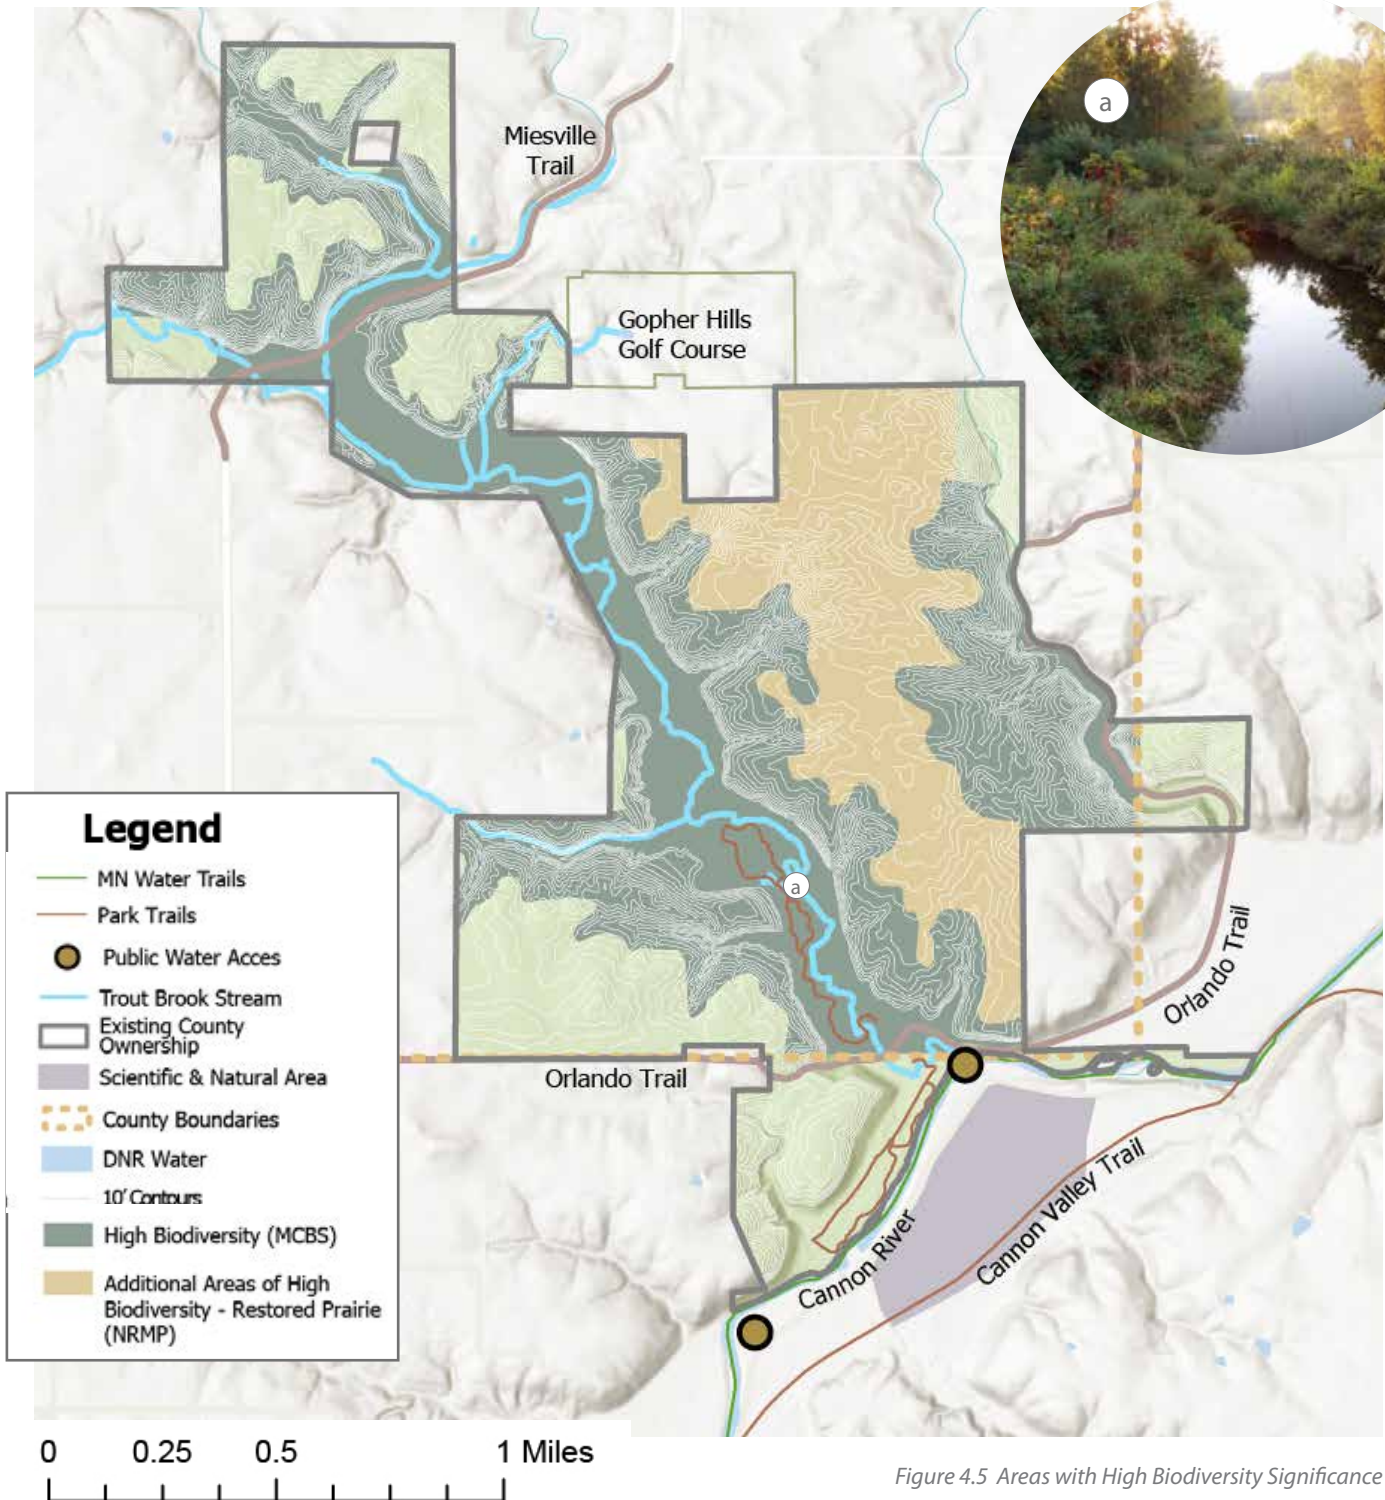 a
Miesville
Trail
Gopher Hills
Golf Course
a
Legend
MN Water Trails
Park Trails
Public Water Acces
Trout Brook Stream
Existing County
Ownership
Scientific & Natural Area
County Boundaries
DNR Water
10' Contours
High Biodiversity (MCBS)
Additional Areas of High
Biodiversity - Restored Prairie
(NRMP)
Orlando Trail
Orlando Trail
Cannon River
Cannon Valley Trail
0 0.25 0.5 1 Miles
Figure 4.5 Areas with High Biodiversity Significance